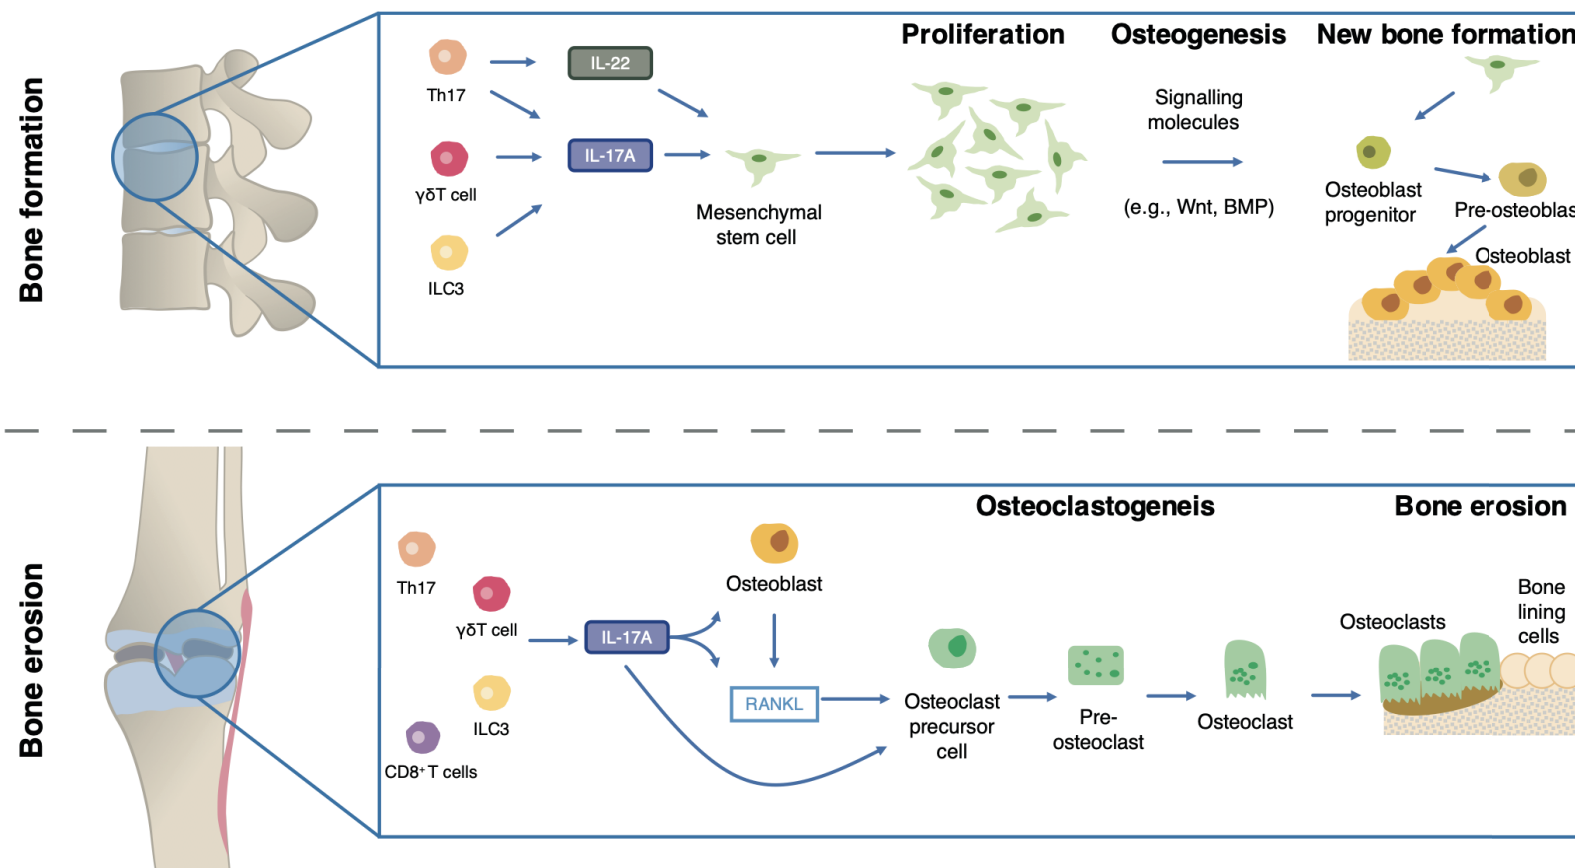 Bone formation
Proliferation
Osteogenesis
New bone formation
Th17
IL-22
γδT cell
IL-17A
ILC3
Mesenchymal
stem cell
Signalling
molecules
(e.g., Wnt, BMP)
Osteoblast
progenitor
Pre-osteoblas
Osteoblast
Bone erosion
Osteoclastogeneis
Bone erosion
Th17
γδT cell
ILC3
CD8⁺ T cells
IL-17A
Osteoblast
RANKL
Osteoclast
precursor
cell
Pre-
osteoclast
Osteoclast
Osteoclasts
Bone
lining
cells